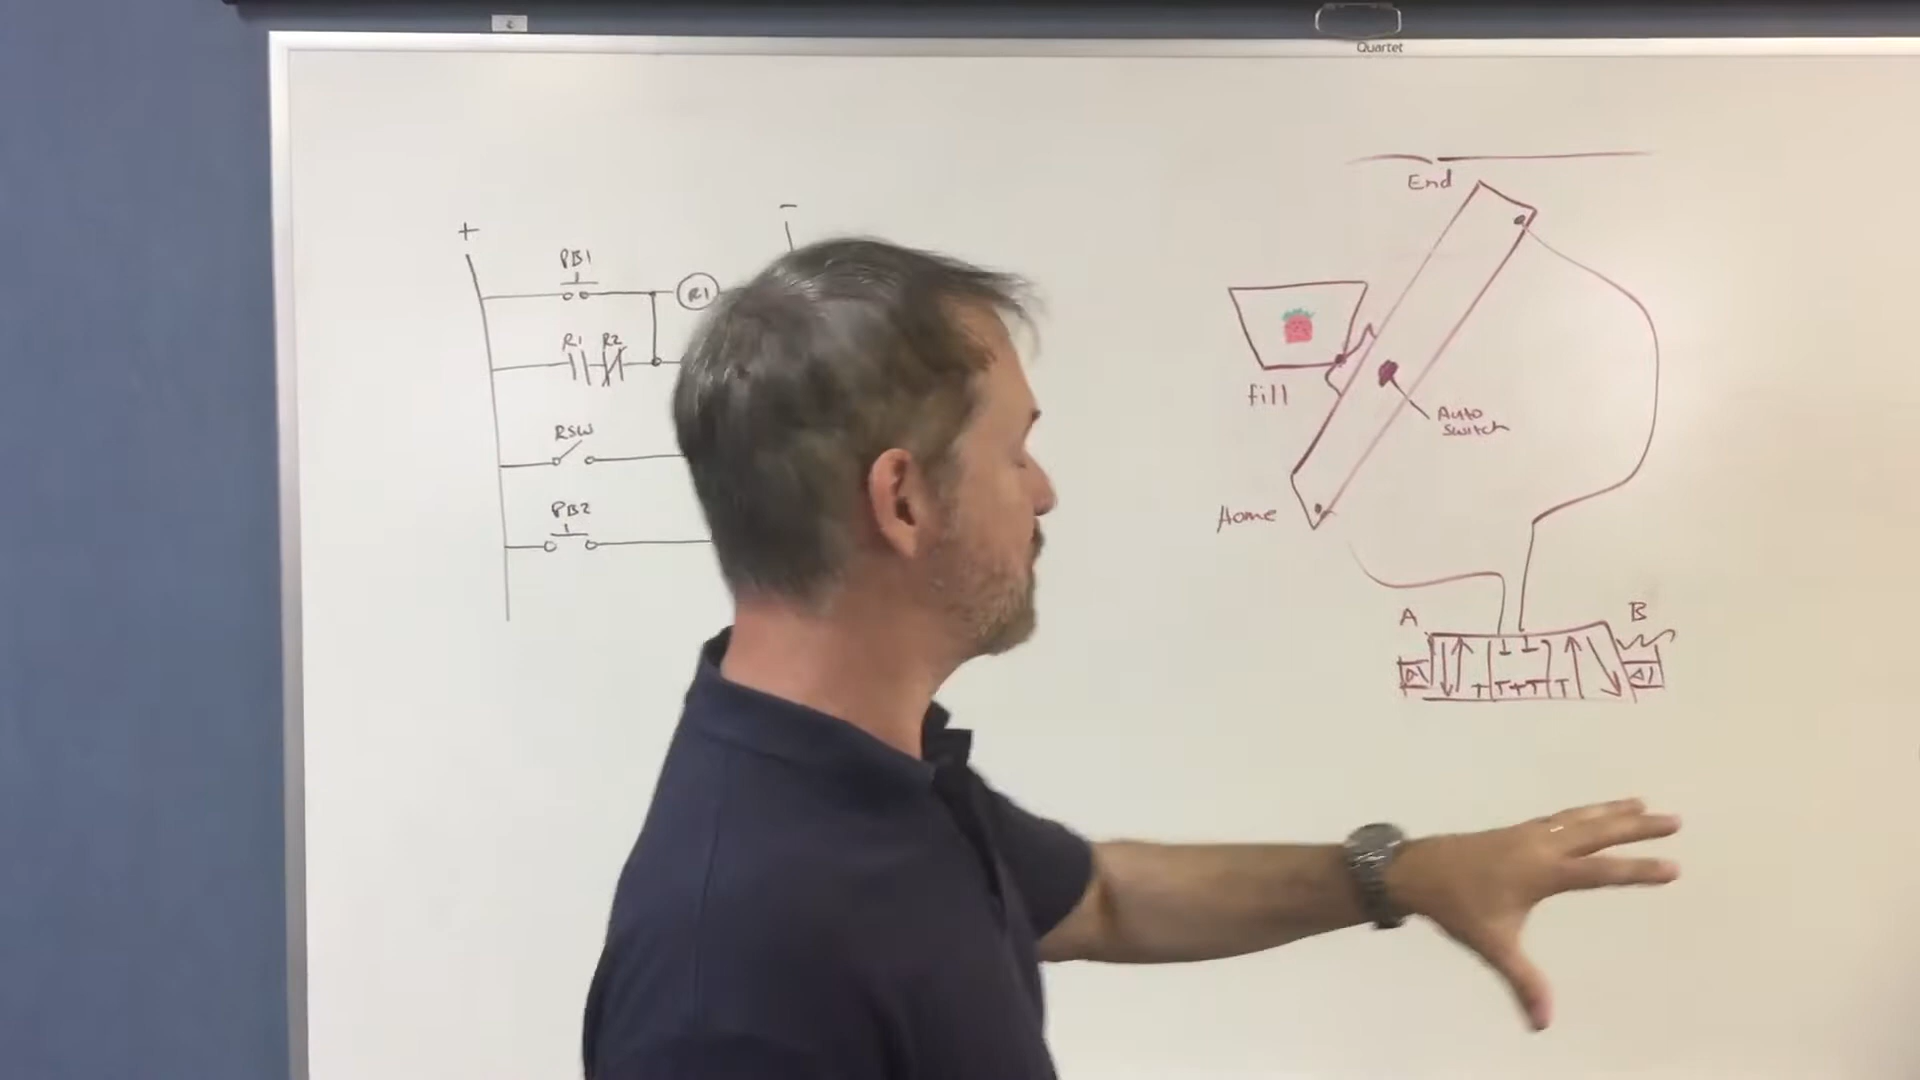 Quartet
+
-
PB1
R1
R1
R2
RSW
PB2
End
fill
Auto
Switch
Home
A
B